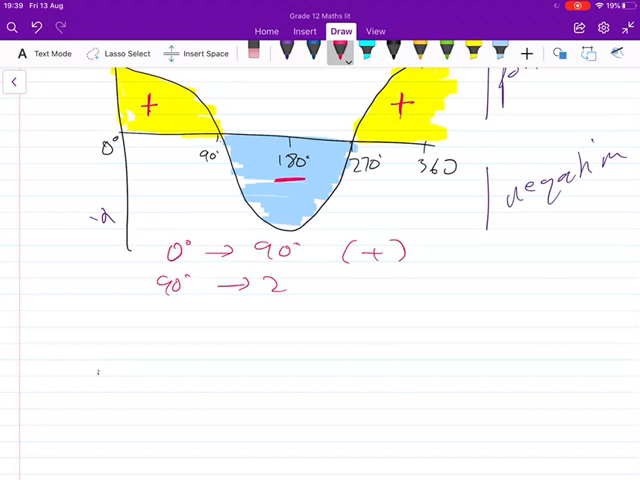 19:39 Fri 13 Aug
Grade 12 Maths lit
19%
Home Insert Draw View
A Text Mode Lasso Select Insert Space
+ +
0° 90° 180° 270° 360
negative
0° → 90° (+)
90° → 2